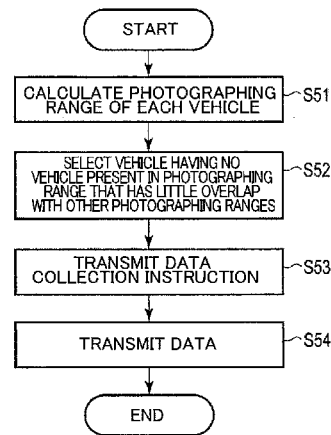 START
CALCULATE PHOTOGRAPHING
RANGE OF EACH VEHICLE
S51
SELECT VEHICLE HAVING NO
VEHICLE PRESENT IN PHOTOGRAPHING
RANGE THAT HAS LITTLE OVERLAP
WITH OTHER PHOTOGRAPHING RANGES
S52
TRANSMIT DATA
COLLECTION INSTRUCTION
S53
TRANSMIT DATA
S54
END